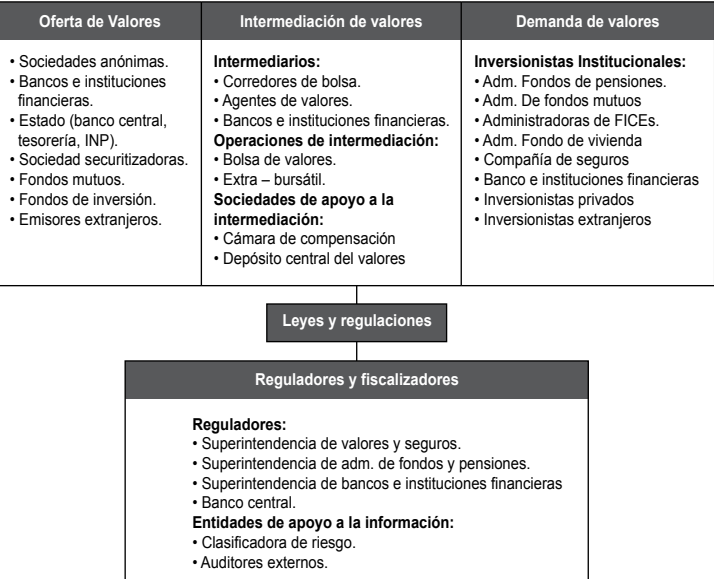 Oferta de Valores
• Sociedades anónimas.
• Bancos e instituciones
financieras.
• Estado (banco central,
tesorería, INP).
• Sociedad securitizadoras.
• Fondos mutuos.
• Fondos de inversión.
• Emisores extranjeros.
Intermediación de valores
Intermediarios:
• Corredores de bolsa.
• Agentes de valores.
• Bancos e instituciones financieras.
Operaciones de intermediación:
• Bolsa de valores.
• Extra – bursátil.
Sociedades de apoyo a la
intermediación:
• Cámara de compensación
• Depósito central del valores
Demanda de valores
Inversionistas Institucionales:
• Adm. Fondos de pensiones.
• Adm. De fondos mutuos
• Administradoras de FICEs.
• Adm. Fondo de vivienda
• Compañía de seguros
• Banco e instituciones financieras
• Inversionistas privados
• Inversionistas extranjeros
Leyes y regulaciones
Reguladores y fiscalizadores
Reguladores:
• Superintendencia de valores y seguros.
• Superintendencia de adm. de fondos y pensiones.
• Superintendencia de bancos e instituciones financieras
• Banco central.
Entidades de apoyo a la información:
• Clasificadora de riesgo.
• Auditores externos.